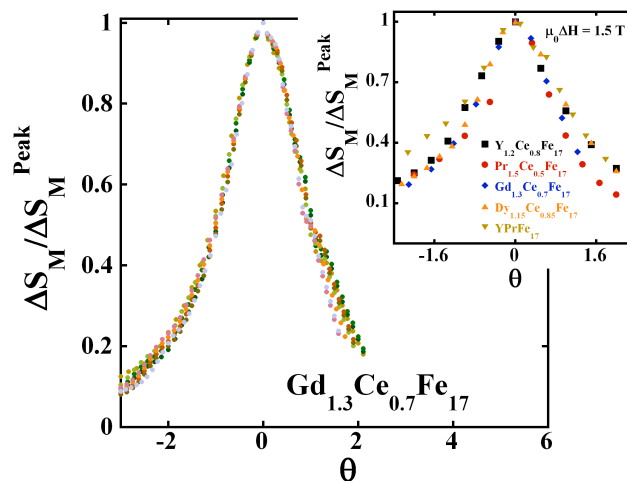 ΔS_M/ΔS_M^Peak
1
0.8
0.6
0.4
0.2
0
-2
0
2
4
6
θ
Gd_1.3Ce_0.7Fe_17
ΔS_M/ΔS_M^Peak
1
0.7
0.4
0.1
-1.6
0
1.6
θ
μ_0ΔH = 1.5 T
Y_1.2Ce_0.8Fe_17
Pr_1.5Ce_0.5Fe_17
Gd_1.3Ce_0.7Fe_17
Dy_1.15Ce_0.85Fe_17
YPrFe_17